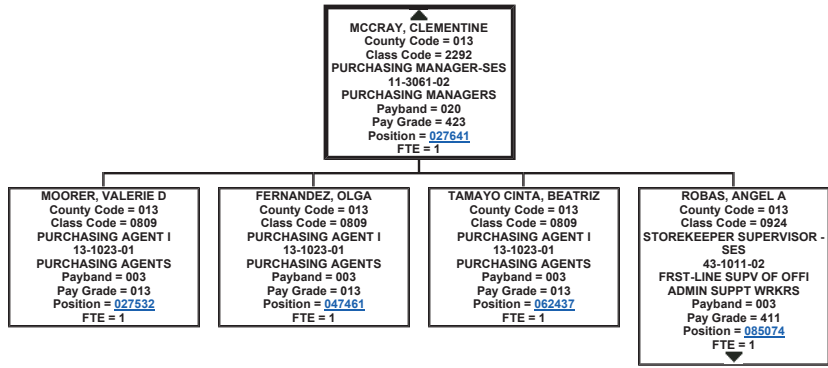 MCCRAY, CLEMENTINE
County Code = 013
Class Code = 2292
PURCHASING MANAGER-SES
11-3061-02
PURCHASING MANAGERS
Payband = 020
Pay Grade = 423
Position = 027641
FTE = 1
MOORER, VALERIE D
County Code = 013
Class Code = 0809
PURCHASING AGENT I
13-1023-01
PURCHASING AGENTS
Payband = 003
Pay Grade = 013
Position = 027532
FTE = 1
FERNANDEZ, OLGA
County Code = 013
Class Code = 0809
PURCHASING AGENT I
13-1023-01
PURCHASING AGENTS
Payband = 003
Pay Grade = 013
Position = 047461
FTE = 1
TAMAYO CINTA, BEATRIZ
County Code = 013
Class Code = 0809
PURCHASING AGENT I
13-1023-01
PURCHASING AGENTS
Payband = 003
Pay Grade = 013
Position = 062437
FTE = 1
ROBAS, ANGEL A
County Code = 013
Class Code = 0924
STOREKEEPER SUPERVISOR -
SES
43-1011-02
FRST-LINE SUPV OF OFFI
ADMIN SUPPT WRKRS
Payband = 003
Pay Grade = 411
Position = 085074
FTE = 1